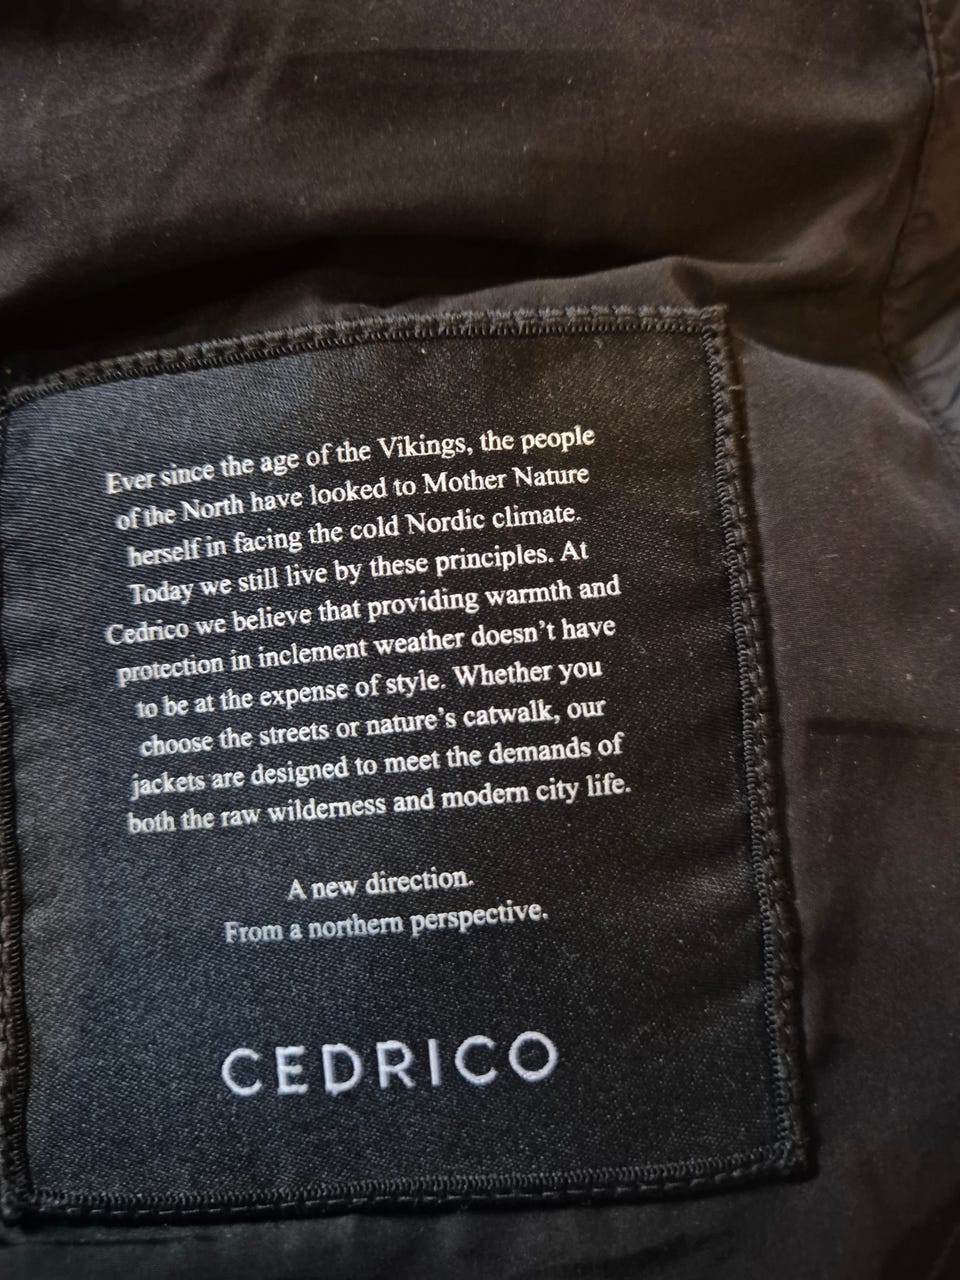 Ever since the age of the Vikings, the people
of the North have looked to Mother Nature
herself in facing the cold Nordic climate.
Today we still live by these principles. At
Cedrico we believe that providing warmth and
protection in inclement weather doesn't have
to be at the expense of style. Whether you
choose the streets or nature's catwalk, our
jackets are designed to meet the demands of
both the raw wilderness and modern city life.
A new direction.
From a northern perspective.
CEDRICO